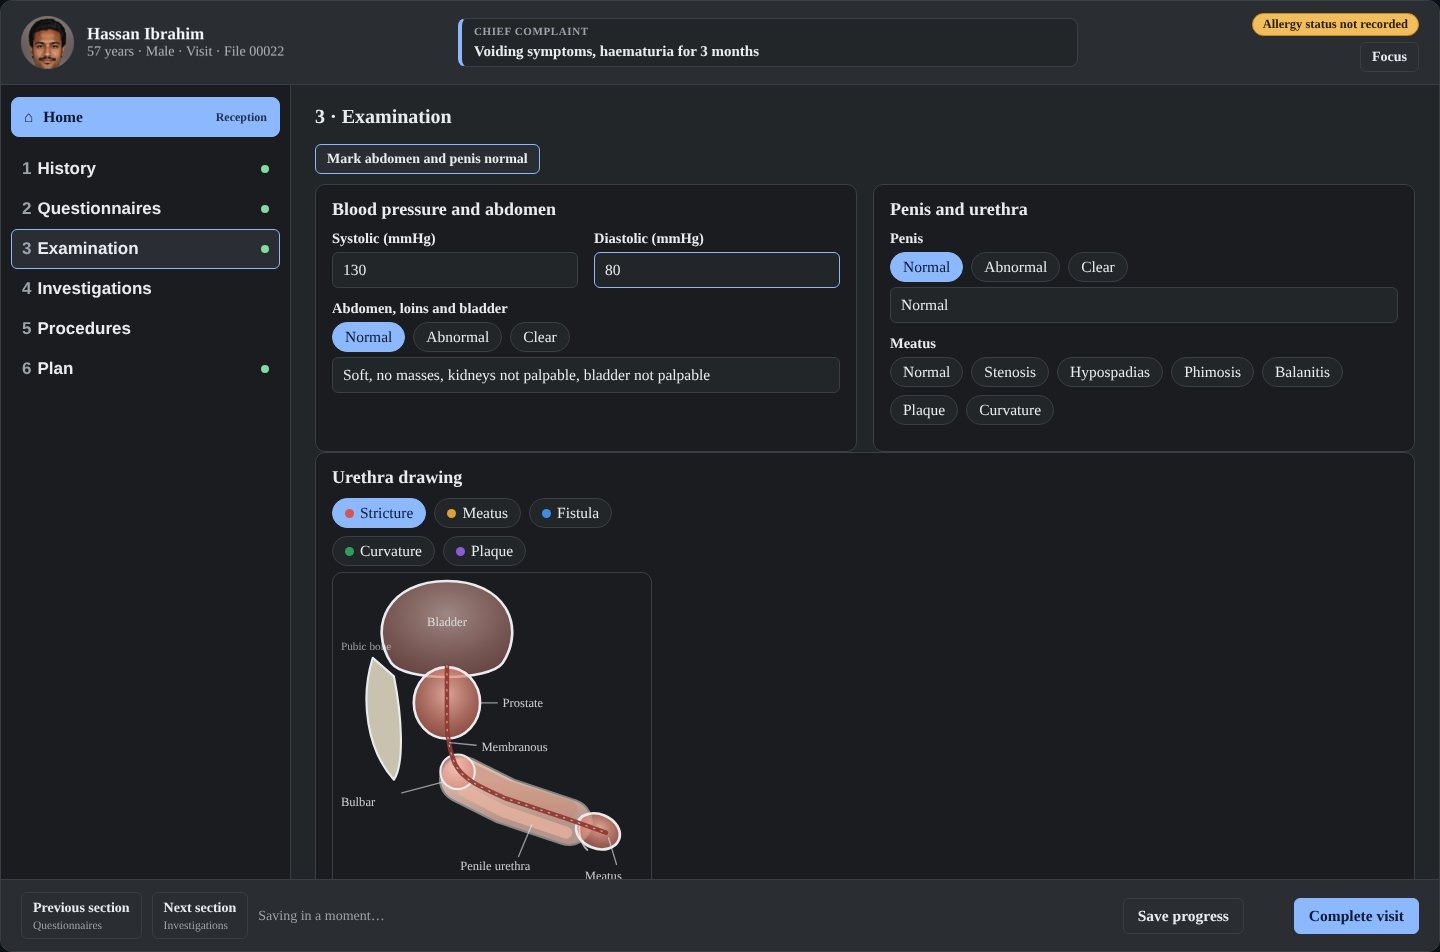 Hassan Ibrahim
57 years · Male · Visit · File 00022
CHIEF COMPLAINT
Voiding symptoms, haematuria for 3 months
Allergy status not recorded
Focus
Home
Reception
1 History
2 Questionnaires
3 Examination
4 Investigations
5 Procedures
6 Plan
3 · Examination
Mark abdomen and penis normal
Blood pressure and abdomen
Systolic (mmHg)
Diastolic (mmHg)
130
80
Abdomen, loins and bladder
Normal
Abnormal
Clear
Soft, no masses, kidneys not palpable, bladder not palpable
Penis and urethra
Penis
Normal
Abnormal
Clear
Normal
Meatus
Normal
Stenosis
Hypospadias
Phimosis
Balanitis
Plaque
Curvature
Urethra drawing
Stricture
Meatus
Fistula
Curvature
Plaque
Bladder
Pubic bone
Prostate
Membranous
Bulbar
Penile urethra
Meatus
Previous section
Questionnaires
Next section
Investigations
Saving in a moment…
Save progress
Complete visit